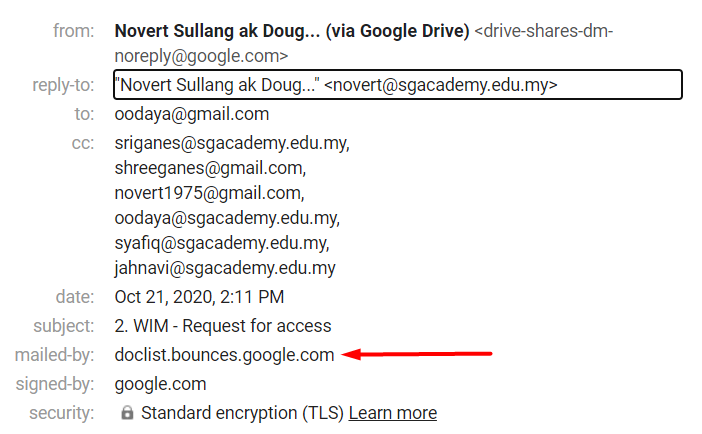 from: Novert Sullang ak Doug... (via Google Drive) <drive-shares-dm-
noreply@google.com>
reply-to: "Novert Sullang ak Doug..." <novert@sgacademy.edu.my>
to: oodaya@gmail.com
cc: sriganes@sgacademy.edu.my,
shreeganes@gmail.com,
novert1975@gmail.com,
oodaya@sgacademy.edu.my,
syafiq@sgacademy.edu.my,
jahnavi@sgacademy.edu.my
date: Oct 21, 2020, 2:11 PM
subject: 2. WIM - Request for access
mailed-by: doclist.bounces.google.com
signed-by: google.com
security: Standard encryption (TLS) Learn more